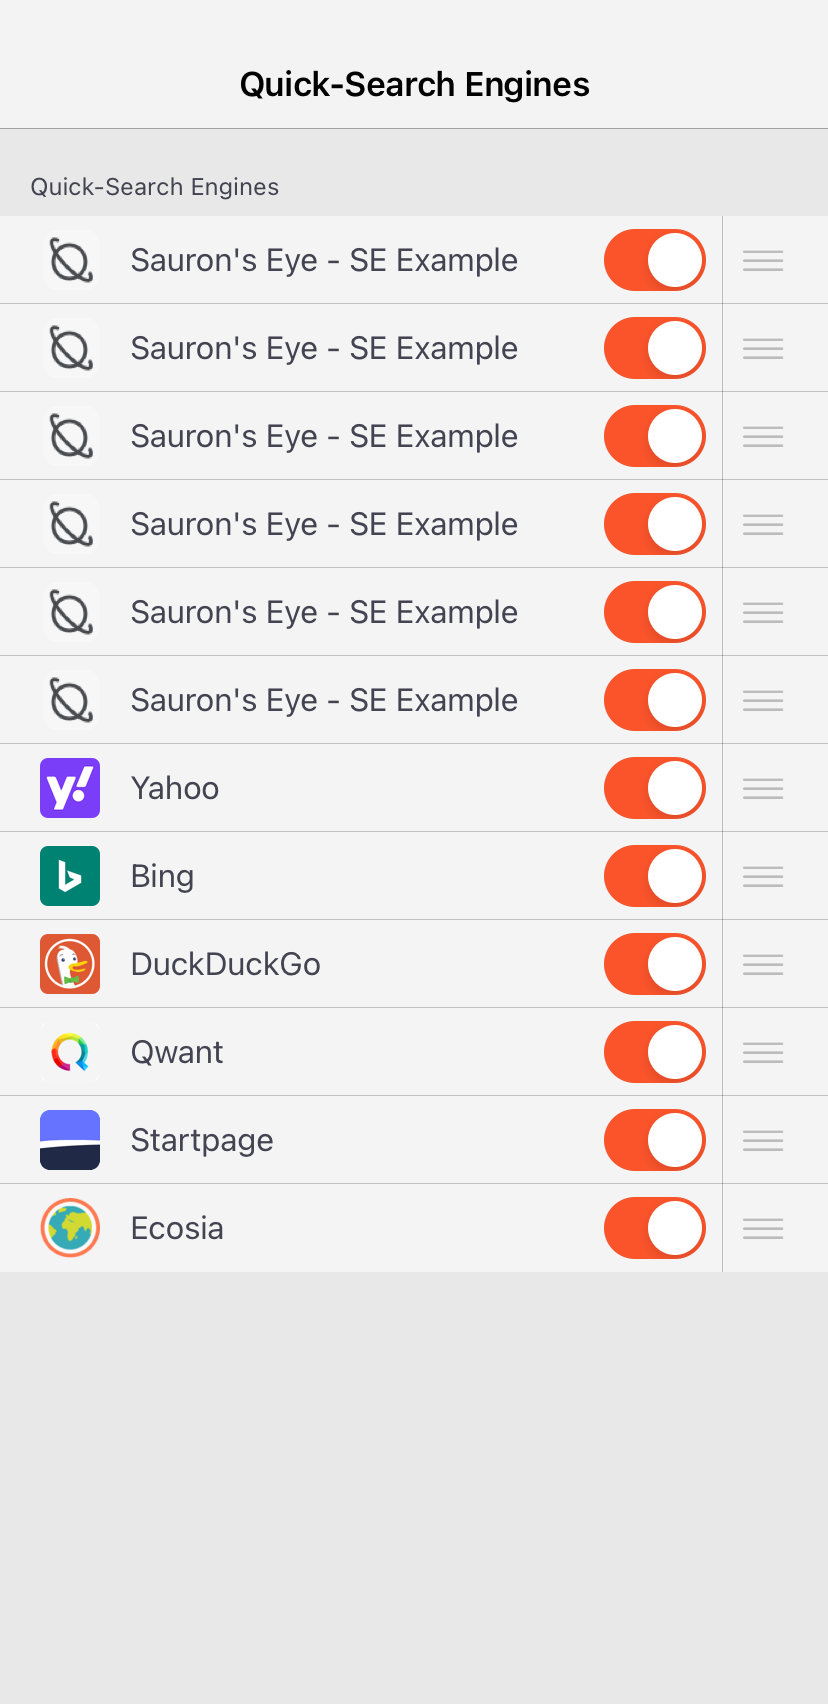 Quick-Search Engines
Quick-Search Engines
Sauron's Eye - SE Example
Sauron's Eye - SE Example
Sauron's Eye - SE Example
Sauron's Eye - SE Example
Sauron's Eye - SE Example
Sauron's Eye - SE Example
Yahoo
Bing
DuckDuckGo
Qwant
Startpage
Ecosia